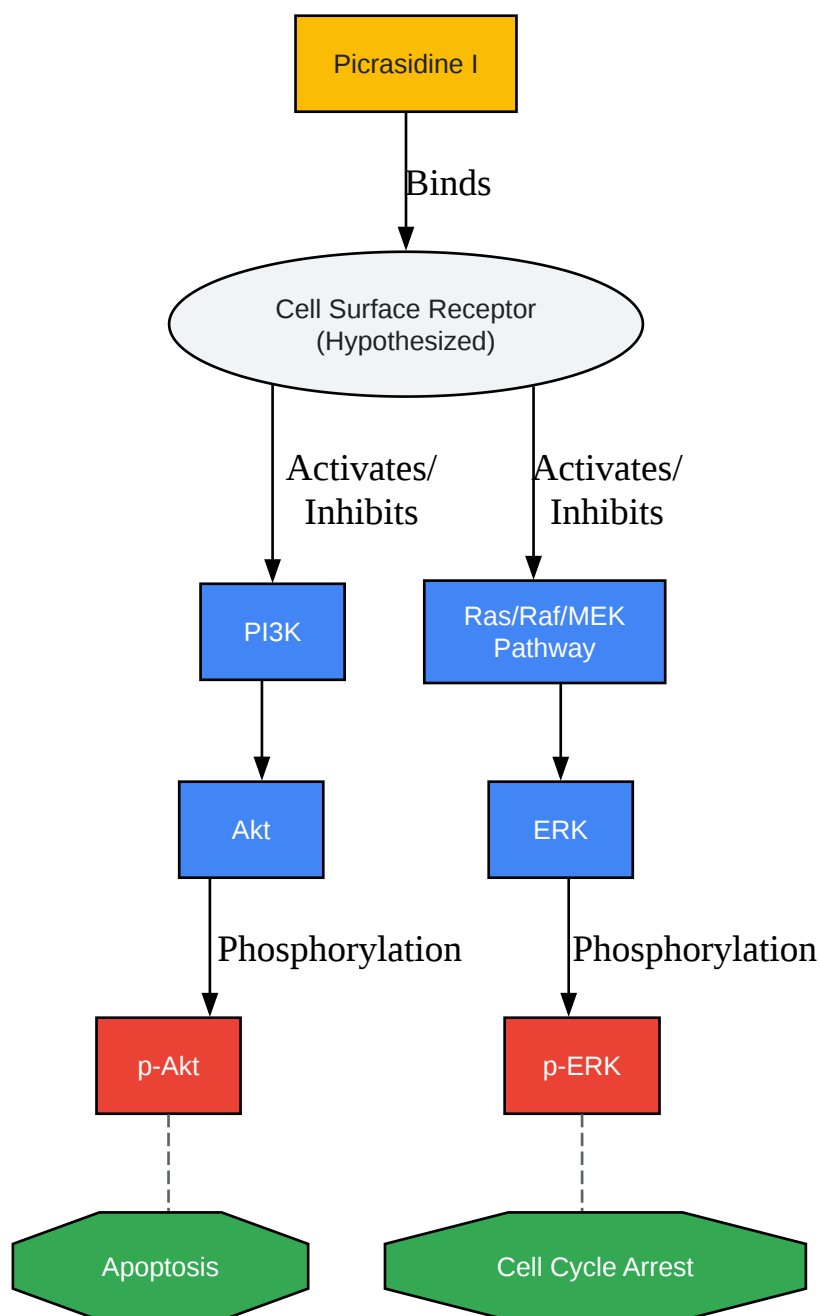 Picrasidine I
Binds
Cell Surface Receptor
(Hypothesized)
Activates/
Inhibits
Activates/
Inhibits
PI3K
Ras/Raf/MEK
Pathway
Akt
ERK
Phosphorylation
Phosphorylation
p-Akt
p-ERK
Apoptosis
Cell Cycle Arrest